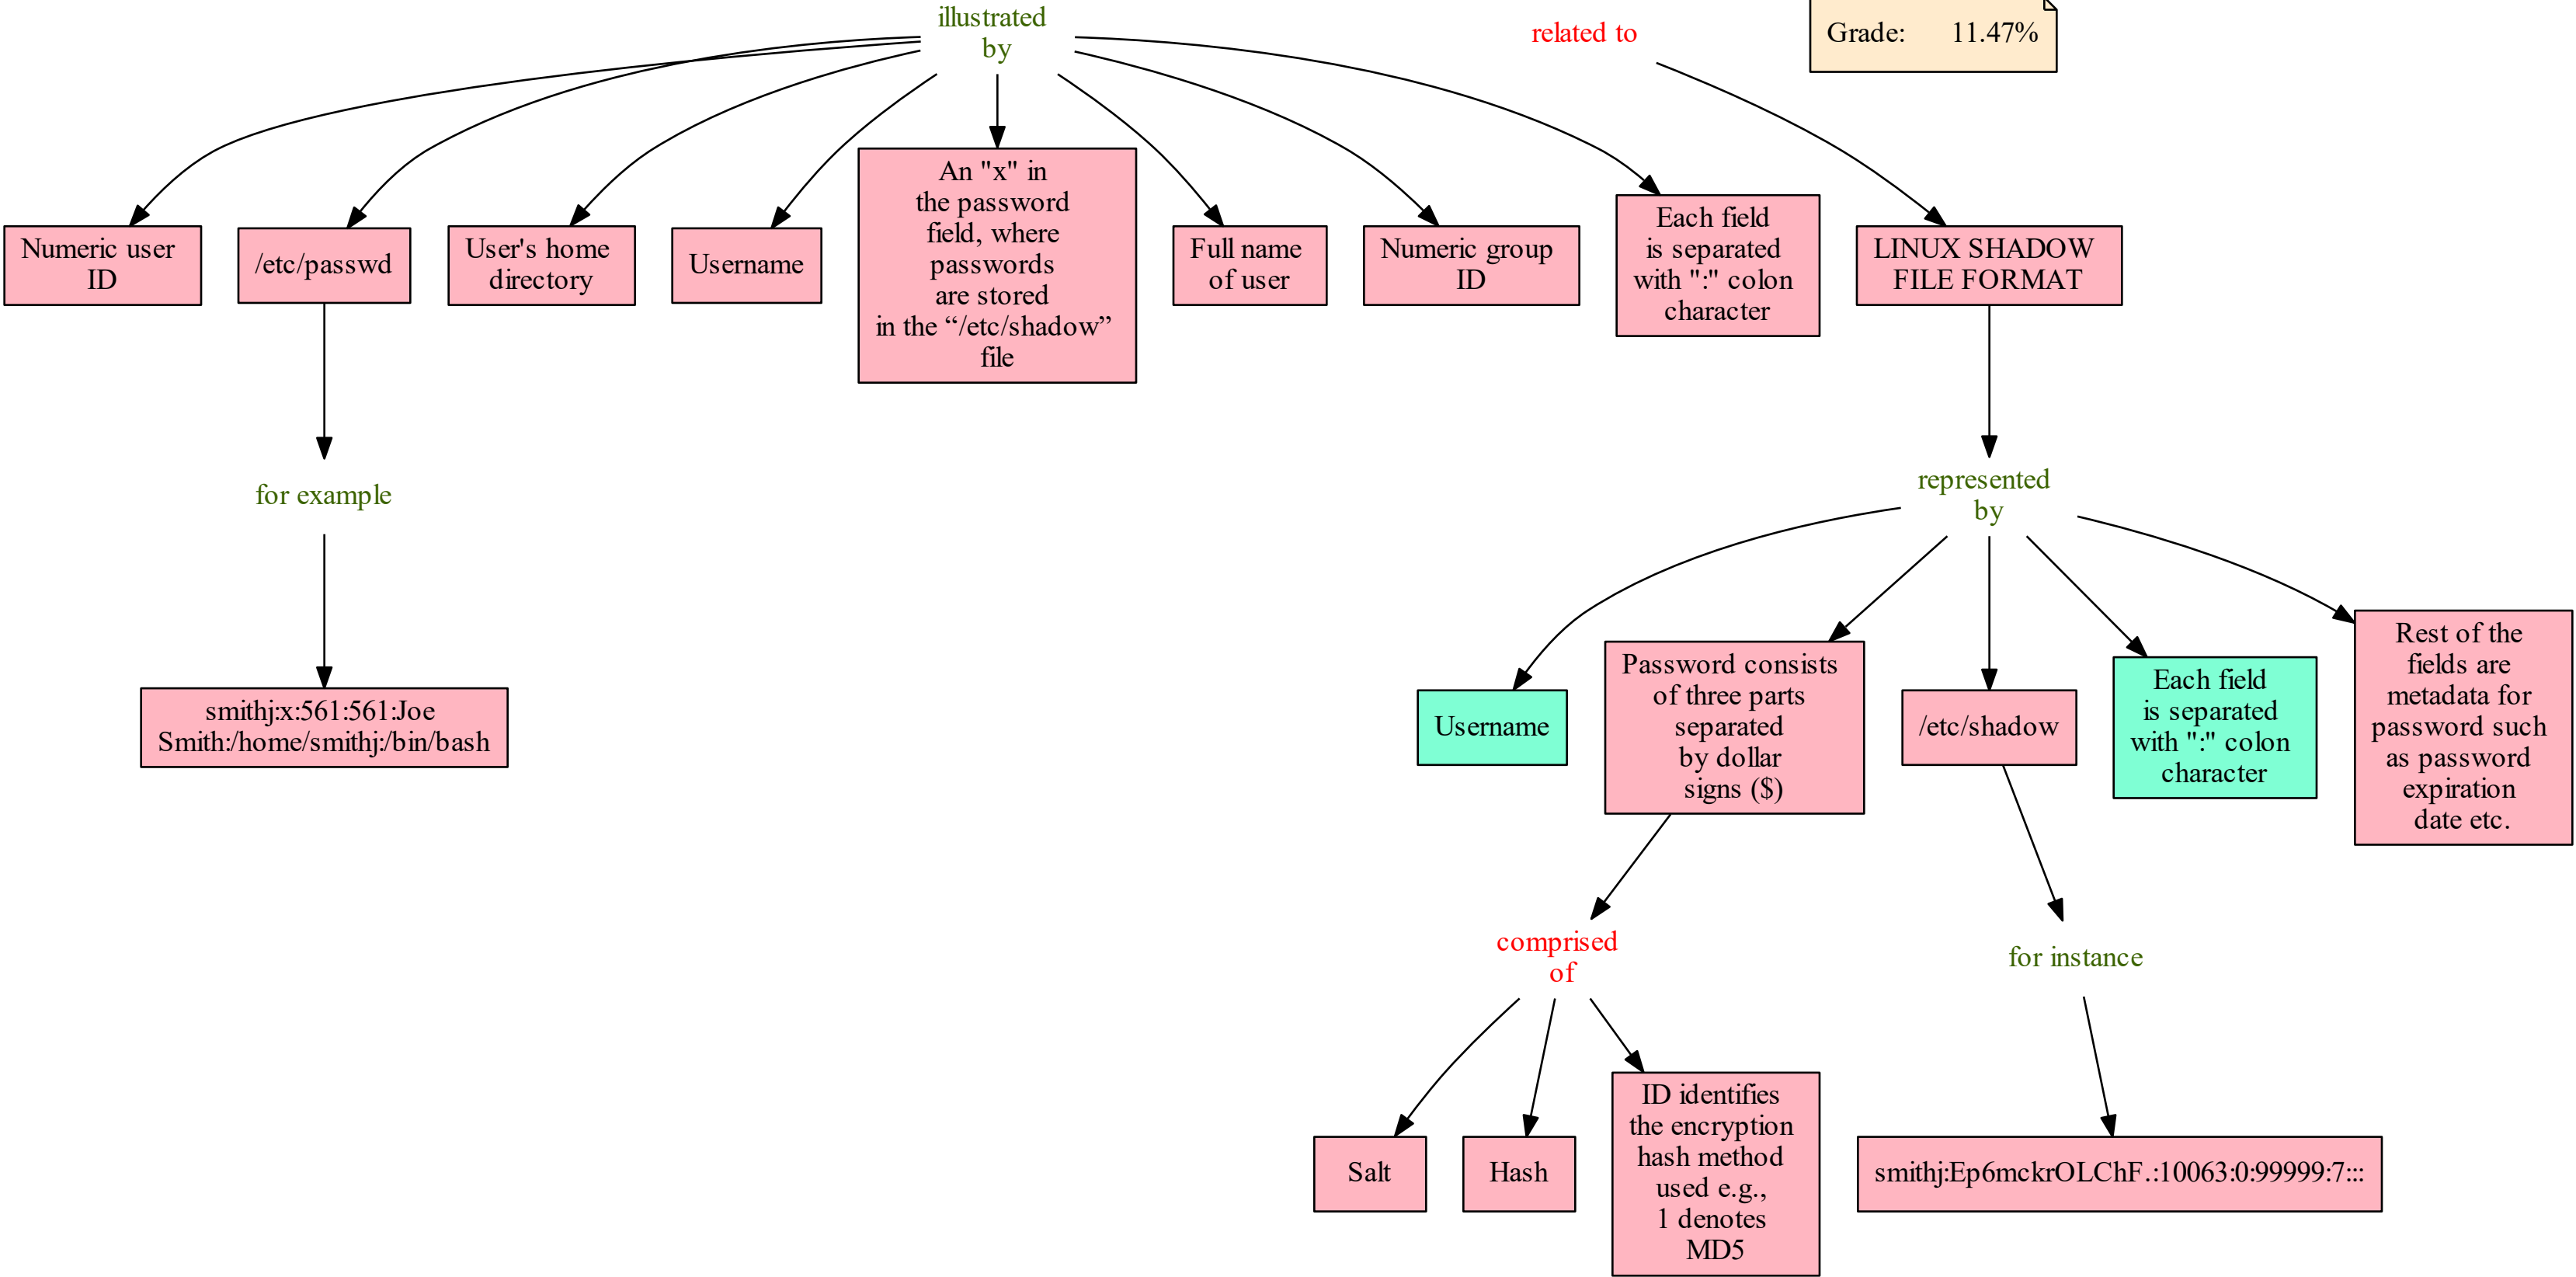 illustrated
by
related to
Grade: 11.47%
Numeric user
ID
/etc/passwd
User's home
directory
Username
An "x" in
the password
field, where
passwords
are stored
in the “/etc/shadow”
file
Full name
of user
Numeric group
ID
Each field
is separated
with ":" colon
character
LINUX SHADOW
FILE FORMAT
for example
represented
by
smithj:x:561:561:Joe
Smith:/home/smithj:/bin/bash
Username
Password consists
of three parts
separated
by dollar
signs ($)
/etc/shadow
Each field
is separated
with ":" colon
character
Rest of the
fields are
metadata for
password such
as password
expiration
date etc.
comprised
of
for instance
Salt
Hash
ID identifies
the encryption
hash method
used e.g.,
1 denotes
MD5
smithj:Ep6mckrOLChF.:10063:0:99999:7:::